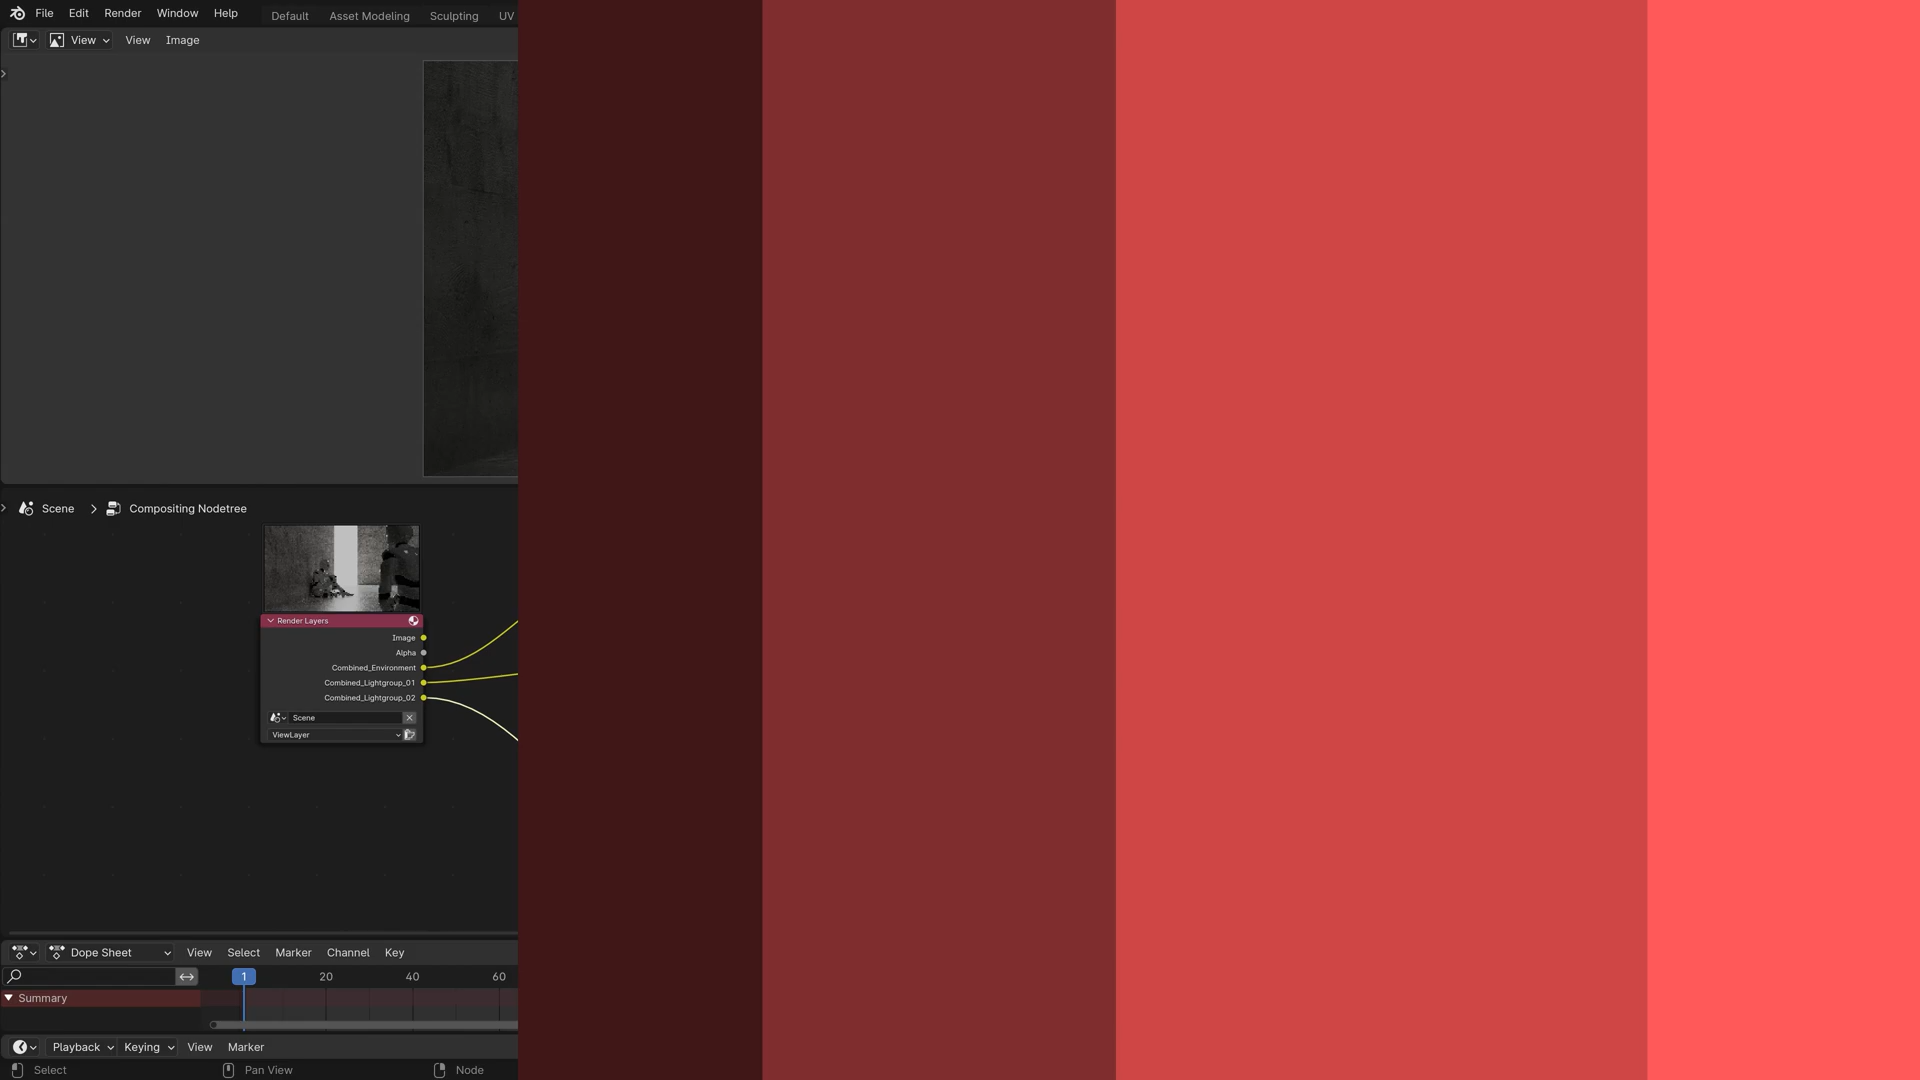 File Edit Render Window Help Default Asset Modeling Sculpting UV
View View Image
Scene Compositing Nodetree
Render Layers
Image
Alpha
Combined_Environment
Combined_Lightgroup_01
Combined_Lightgroup_02
Scene
ViewLayer
Dope Sheet View Select Marker Channel Key
1 20 40 60
Summary
Playback Keying View Marker
Select Pan View Node